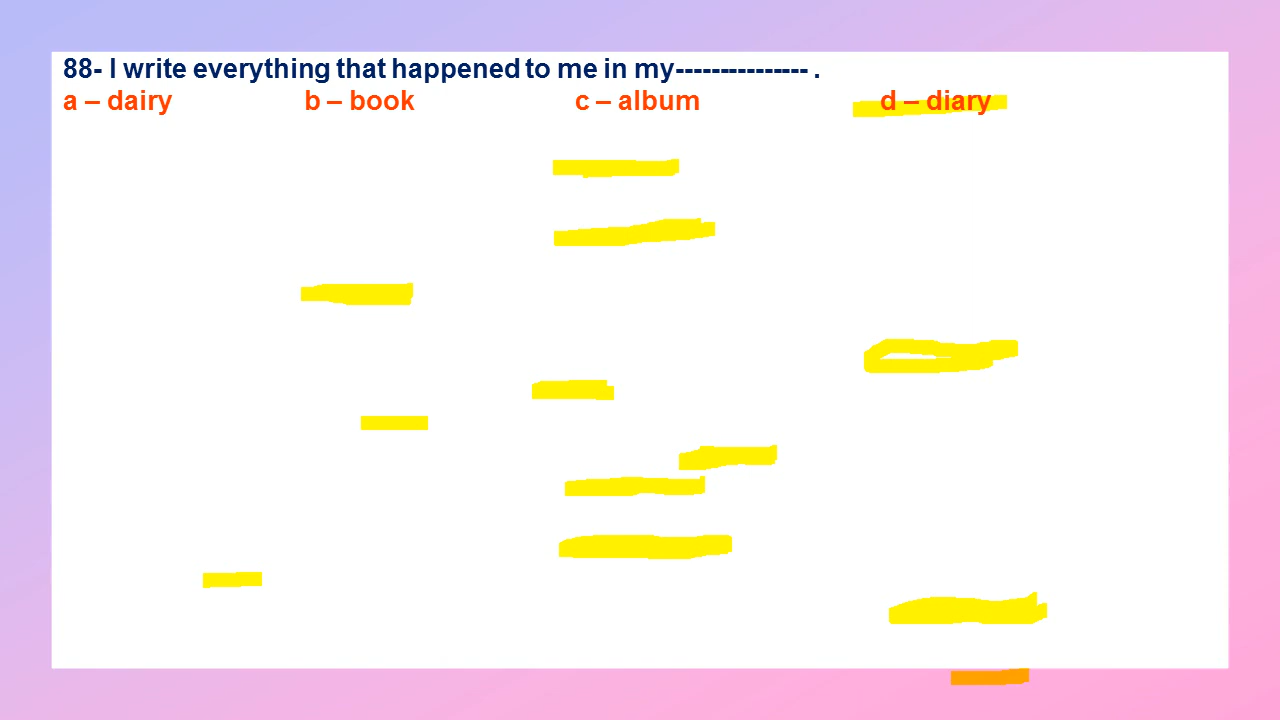 88- I write everything that happened to me in my--------------- .
a – dairy b – book c – album d – diary